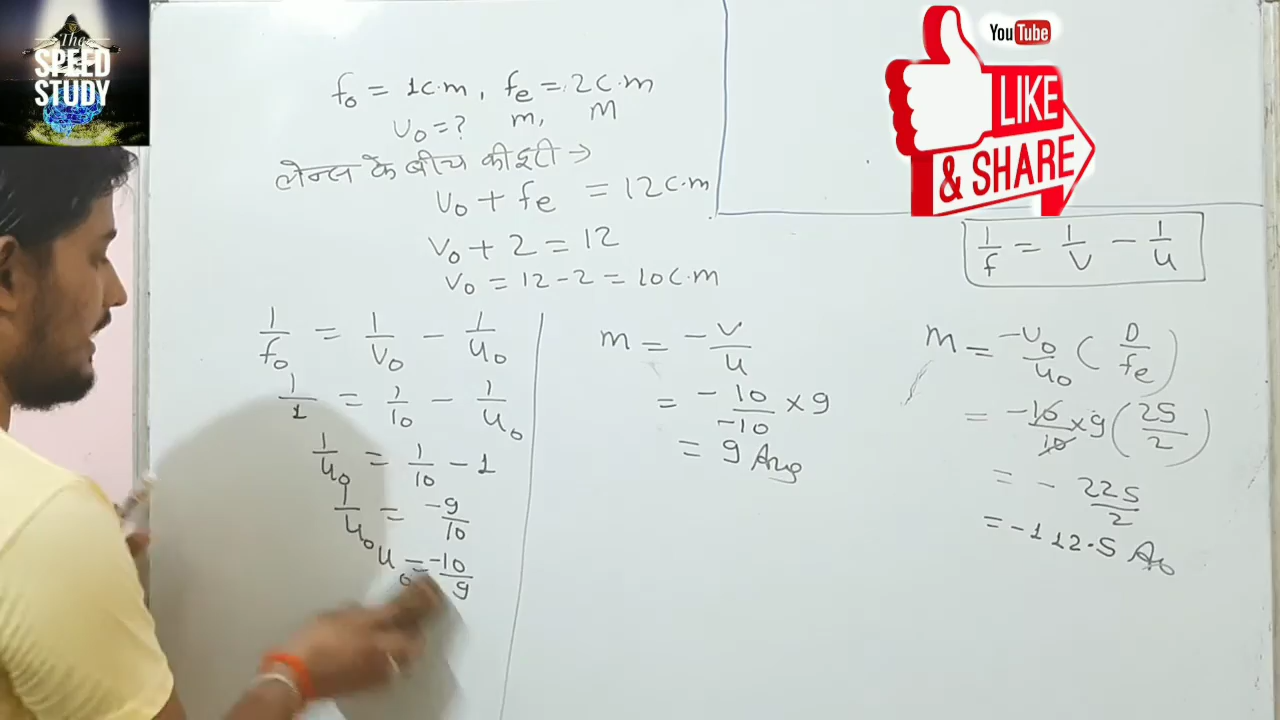 The
SPEED
STUDY
YouTube
LIKE
& SHARE
f₀ = 1c.m, fe = 2c.m
u₀ = ? m, M
लेन्स के बीच की दूरी →
v₀ + fe = 12c.m
v₀ + 2 = 12
v₀ = 12 - 2 = 10c.m
1/f = 1/v - 1/u
1/f₀ = 1/v₀ - 1/u₀
1/1 = 1/10 - 1/u₀
1/u₀ = 1/10 - 1
1/u₀ = -9/10
u₀ = -10/9
m = -v/u
= -10/-10 × 9
= 9 Ans
m = -v₀/u₀ (D/fe)
= -10/10 × 9 (25/2)
= - 225/2
= -112.5 Ans